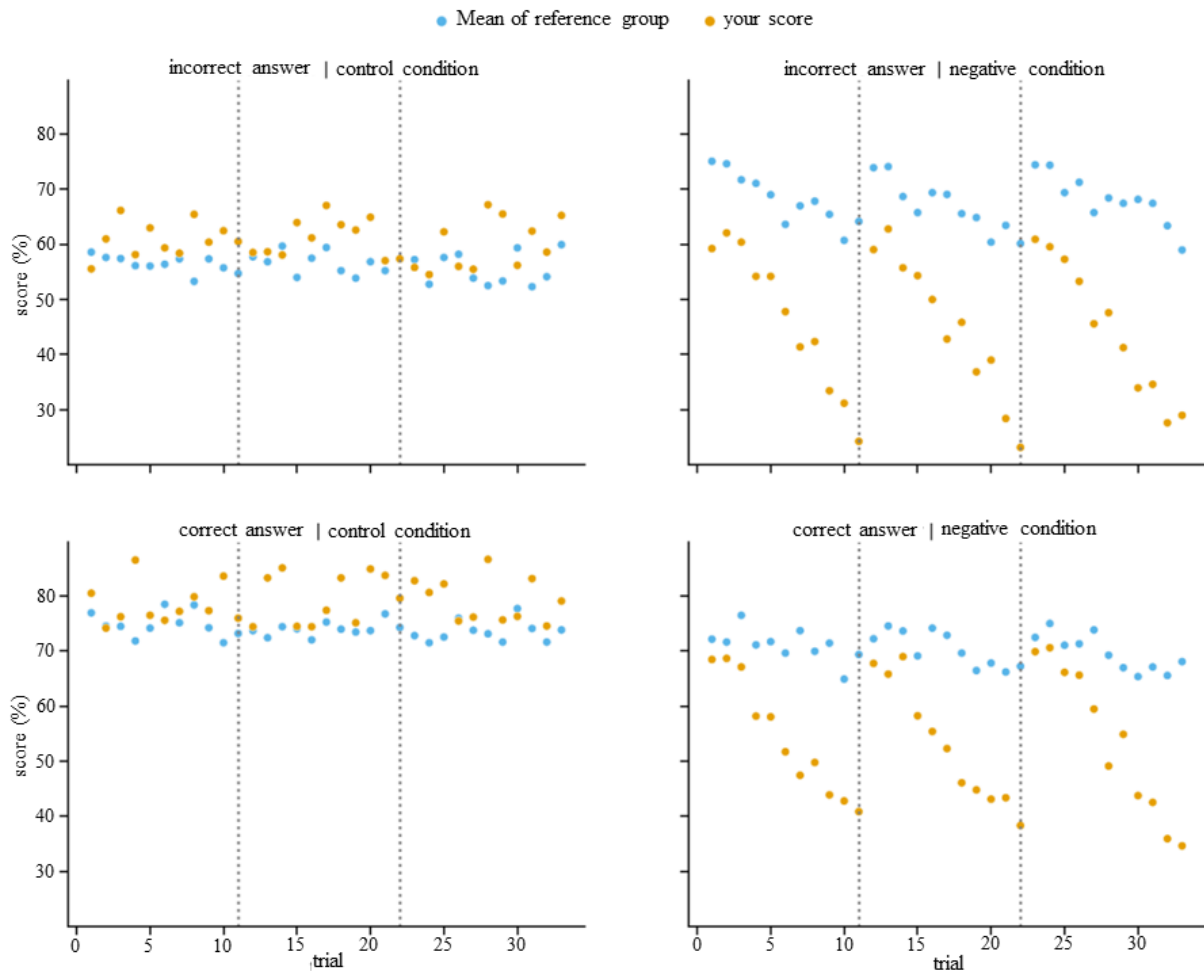 Mean of reference group your score
incorrect answer | control condition
incorrect answer | negative condition
80
70
60
50
40
30
score (%)
correct answer | control condition
correct answer | negative condition
80
70
60
50
40
30
score (%)
0 5 10 15 20 25 30
trial
0 5 10 15 20 25 30
trial